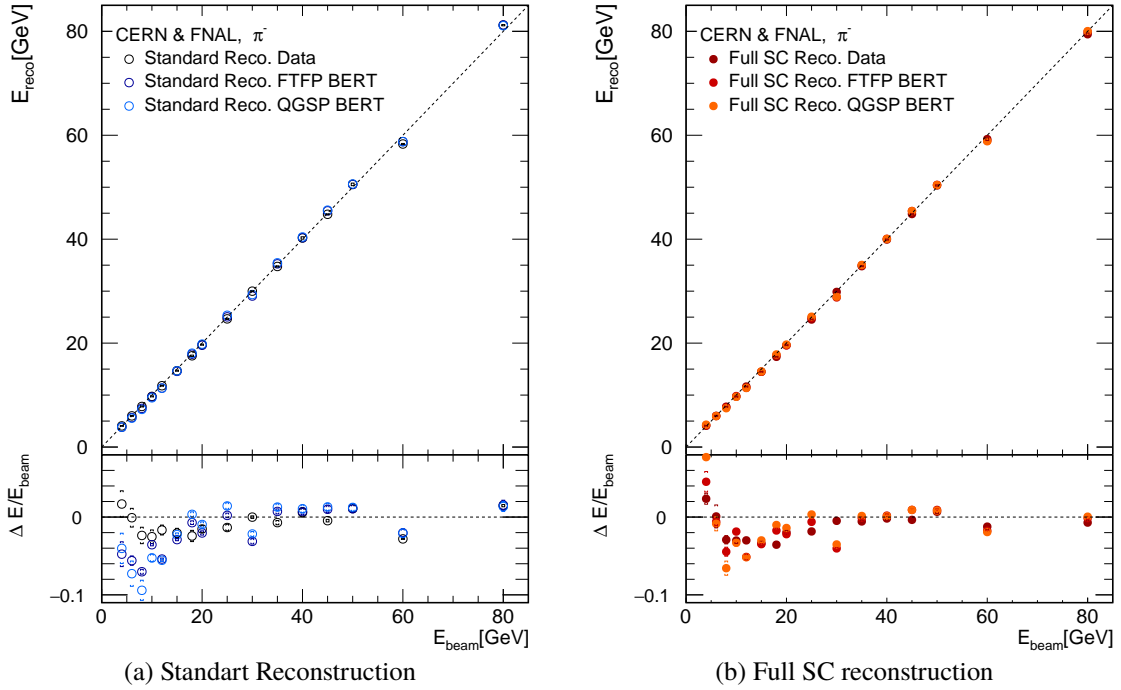 CERN & FNAL, π-
Standard Reco. Data
Standard Reco. FTFP BERT
Standard Reco. QGSP BERT
E_reco[GeV]
80
60
40
20
0
Δ E/E_beam
0
−0.1
0 20 40 60 80
E_beam[GeV]
(a) Standart Reconstruction
CERN & FNAL, π-
Full SC Reco. Data
Full SC Reco. FTFP BERT
Full SC Reco. QGSP BERT
E_reco[GeV]
80
60
40
20
0
Δ E/E_beam
0
−0.1
0 20 40 60 80
E_beam[GeV]
(b) Full SC reconstruction